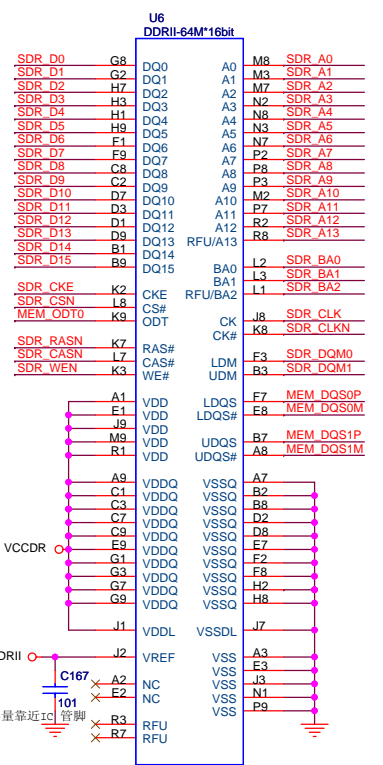 U6
DDRII-64M*16bit
SDR_D0 G8 DQ0 A0 M8 SDR_A0
SDR_D1 G2 DQ1 A1 M3 SDR_A1
SDR_D2 H7 DQ2 A2 M7 SDR_A2
SDR_D3 H3 DQ3 A3 N2 SDR_A3
SDR_D4 H1 DQ4 A4 N8 SDR_A4
SDR_D5 H9 DQ5 A5 N3 SDR_A5
SDR_D6 F1 DQ6 A6 N7 SDR_A6
SDR_D7 F9 DQ7 A7 P2 SDR_A7
SDR_D8 C8 DQ8 A8 P8 SDR_A8
SDR_D9 C2 DQ9 A9 P3 SDR_A9
SDR_D10 D7 DQ10 A10 M2 SDR_A10
SDR_D11 D3 DQ11 A11 P7 SDR_A11
SDR_D12 D1 DQ12 A12 R2 SDR_A12
SDR_D13 D9 DQ13 RFU/A13 R8 SDR_A13
SDR_D14 B1 DQ14
SDR_D15 B9 DQ15 BA0 L2 SDR_BA0
BA1 L3 SDR_BA1
SDR_CKE K2 CKE RFU/BA2 L1 SDR_BA2
SDR_CSN L8 CS#
MEM_ODT0 K9 ODT CK J8 SDR_CLK
CK# K8 SDR_CLKN
SDR_RASN K7 RAS#
SDR_CASN L7 CAS# LDM F3 SDR_DQM0
SDR_WEN K3 WE# UDM B3 SDR_DQM1
A1 VDD LDQS F7 MEM_DQS0P
E1 VDD LDQS# E8 MEM_DQS0M
J9 VDD
M9 VDD UDQS B7 MEM_DQS1P
R1 VDD UDQS# A8 MEM_DQS1M
A9 VDDQ VSSQ A7
C1 VDDQ VSSQ B2
C3 VDDQ VSSQ B8
C7 VDDQ VSSQ D2
C9 VDDQ VSSQ D8
VCCDR E9 VDDQ VSSQ E7
G1 VDDQ VSSQ F2
G3 VDDQ VSSQ F8
G7 VDDQ VSSQ H2
G9 VDDQ VSSQ H8
J1 VDDL VSSDL J7
DRII J2 VREF VSS A3
VSS E3
C167 A2 NC VSS J3
101 E2 NC VSS N1
量靠近IC 管脚 VSS P9
R3 RFU
R7 RFU